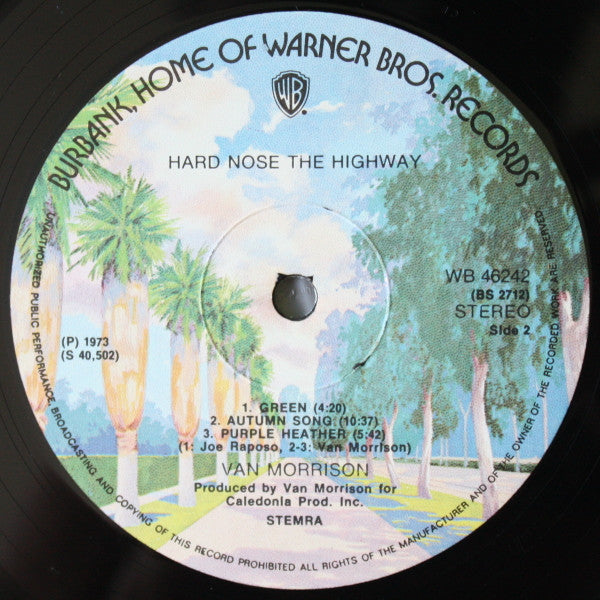 BURBANK, HOME OF WARNER BROS. RECORDS
WB
HARD NOSE THE HIGHWAY
WB 46242
(BS 2712)
STEREO
Side 2
(P) 1973
(S 40,502)
1. GREEN (4:20)
2. AUTUMN SONG (10:37)
3. PURPLE HEATHER (5:42)
(1: Joe Raposo, 2-3: Van Morrison)
VAN MORRISON
Produced by Van Morrison for
Caledonia Prod. Inc.
STEMRA
UNAUTHORIZED PUBLIC PERFORMANCE BROADCASTING AND COPYING OF THIS RECORD PROHIBITED ALL RIGHTS OF THE MANUFACTURER AND OF THE OWNER OF THE RECORDED WORK ARE RESERVED.